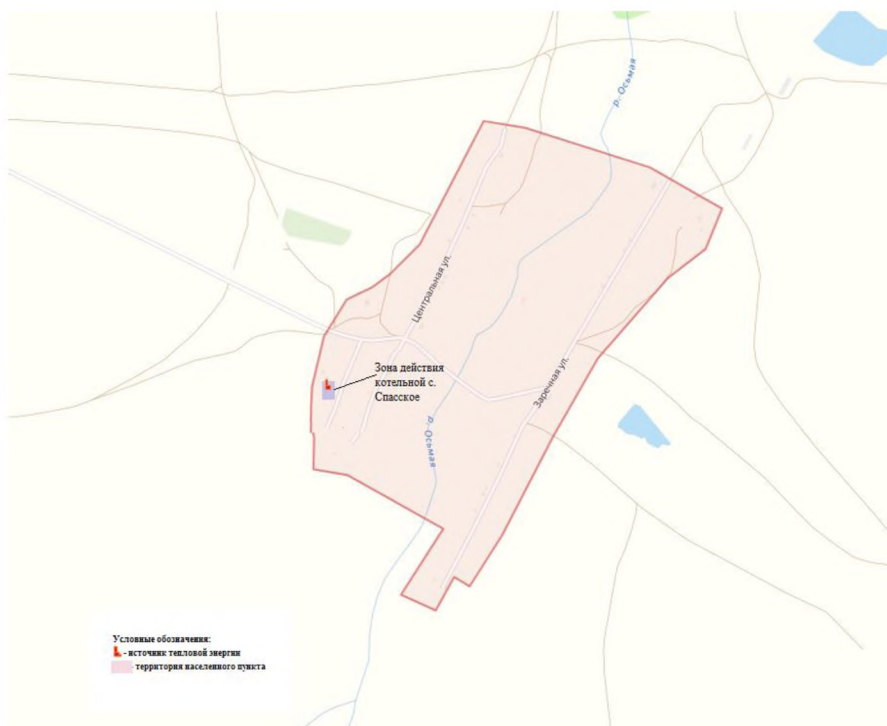 р. Осьмая
Центральная ул.
Зона действия
котельной с.
Спасское
Заречная ул.
р. Осьмая
Условные обозначения:
- источник тепловой энергии
- территория населенного пункта